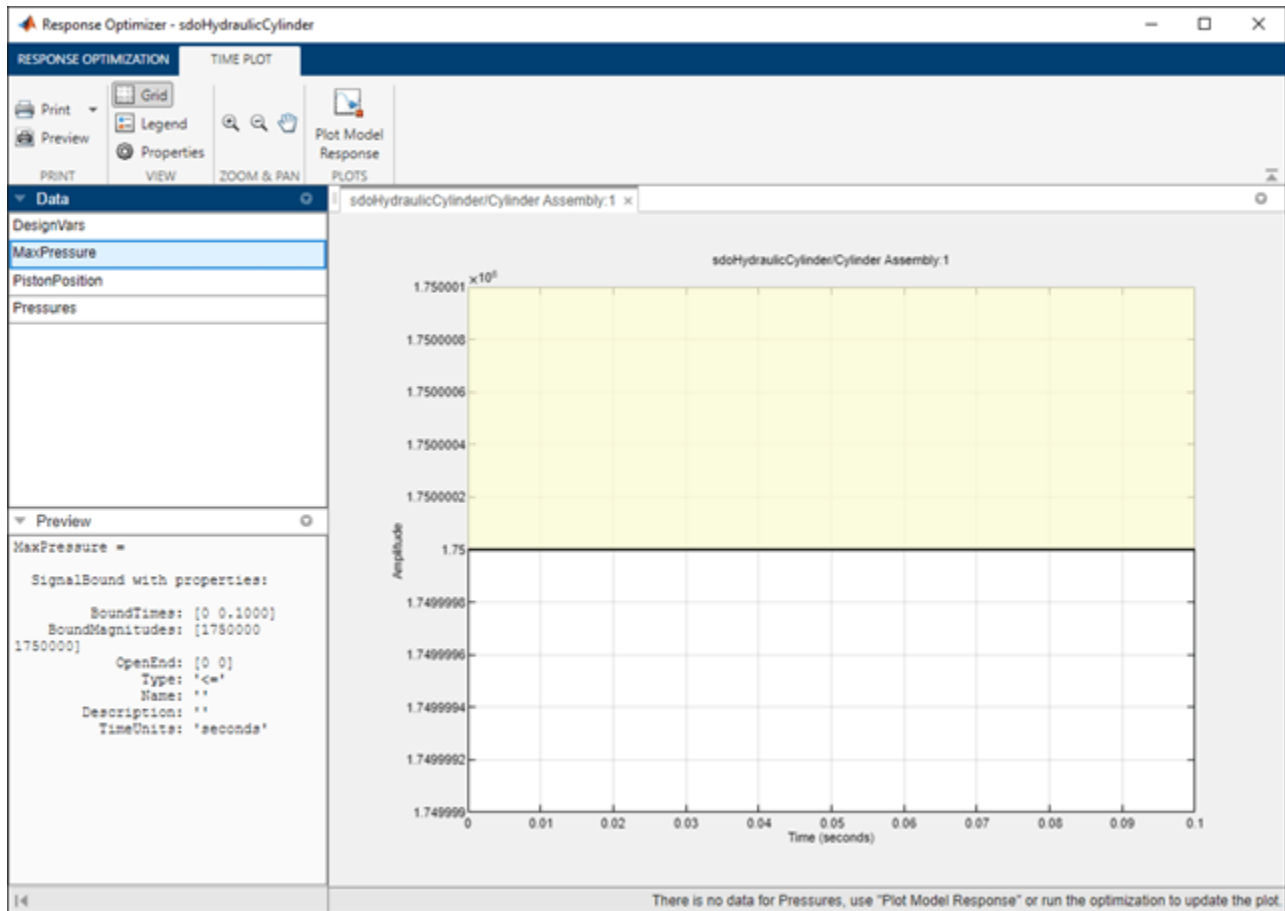 Response Optimizer - sdoHydraulicCylinder
RESPONSE OPTIMIZATION TIME PLOT
Print
Preview
PRINT
Grid
Legend
Properties
VIEW
ZOOM & PAN
Plot Model
Response
PLOTS
Data
DesignVars
MaxPressure
PistonPosition
Pressures
Preview
MaxPressure =
SignalBound with properties:
BoundTimes: [0 0.1000]
BoundMagnitudes: [1750000
1750000]
OpenEnd: [0 0]
Type: '<='
Name: ''
Description: ''
TimeUnits: 'seconds'
sdoHydraulicCylinder/Cylinder Assembly:1
sdoHydraulicCylinder/Cylinder Assembly:1
1.750001
1.7500008
1.7500006
1.7500004
1.7500002
1.75
1.7499998
1.7499996
1.7499994
1.7499992
1.749999
Amplitude
0 0.01 0.02 0.03 0.04 0.05 0.06 0.07 0.08 0.09 0.1
Time (seconds)
There is no data for Pressures, use "Plot Model Response" or run the optimization to update the plot.